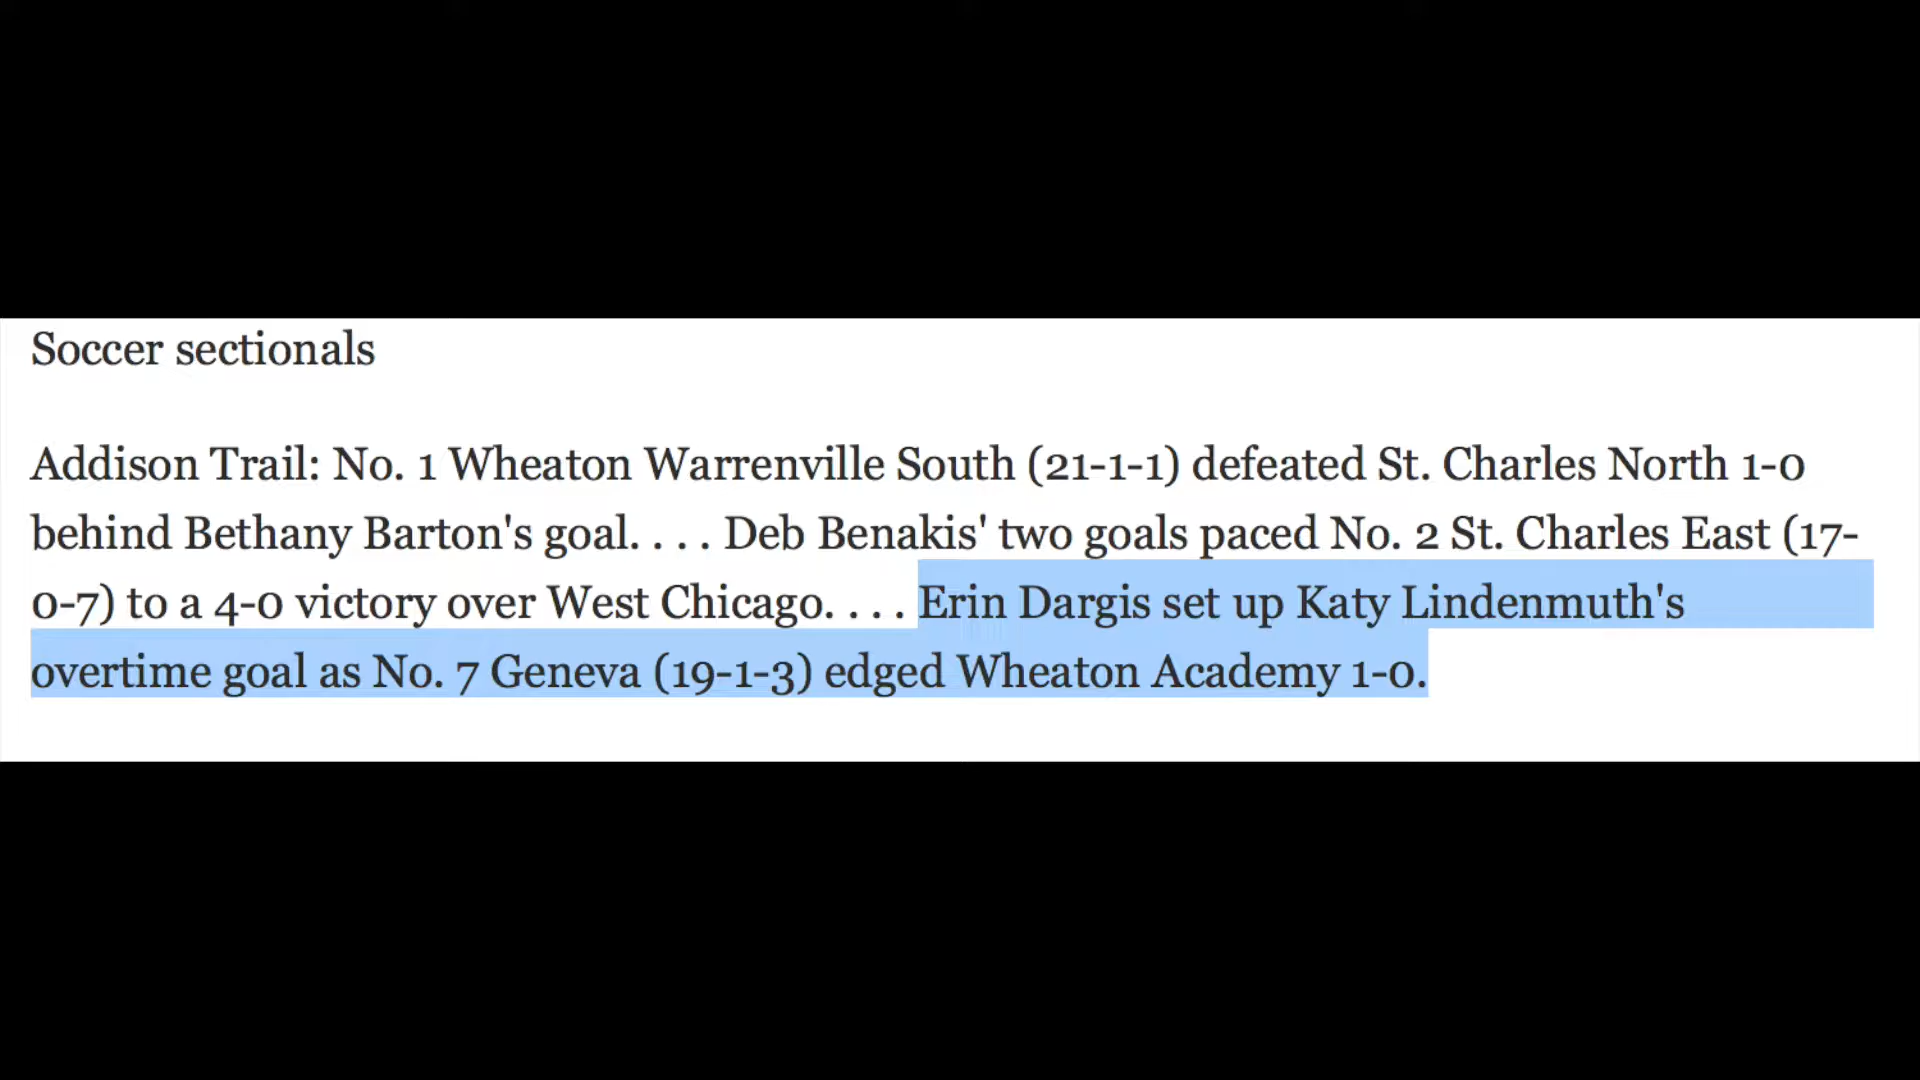 Soccer sectionals
Addison Trail: No. 1 Wheaton Warrenville South (21-1-1) defeated St. Charles North 1-0
behind Bethany Barton's goal. . . . Deb Benakis' two goals paced No. 2 St. Charles East (17-
0-7) to a 4-0 victory over West Chicago. . . . Erin Dargis set up Katy Lindenmuth's
overtime goal as No. 7 Geneva (19-1-3) edged Wheaton Academy 1-0.